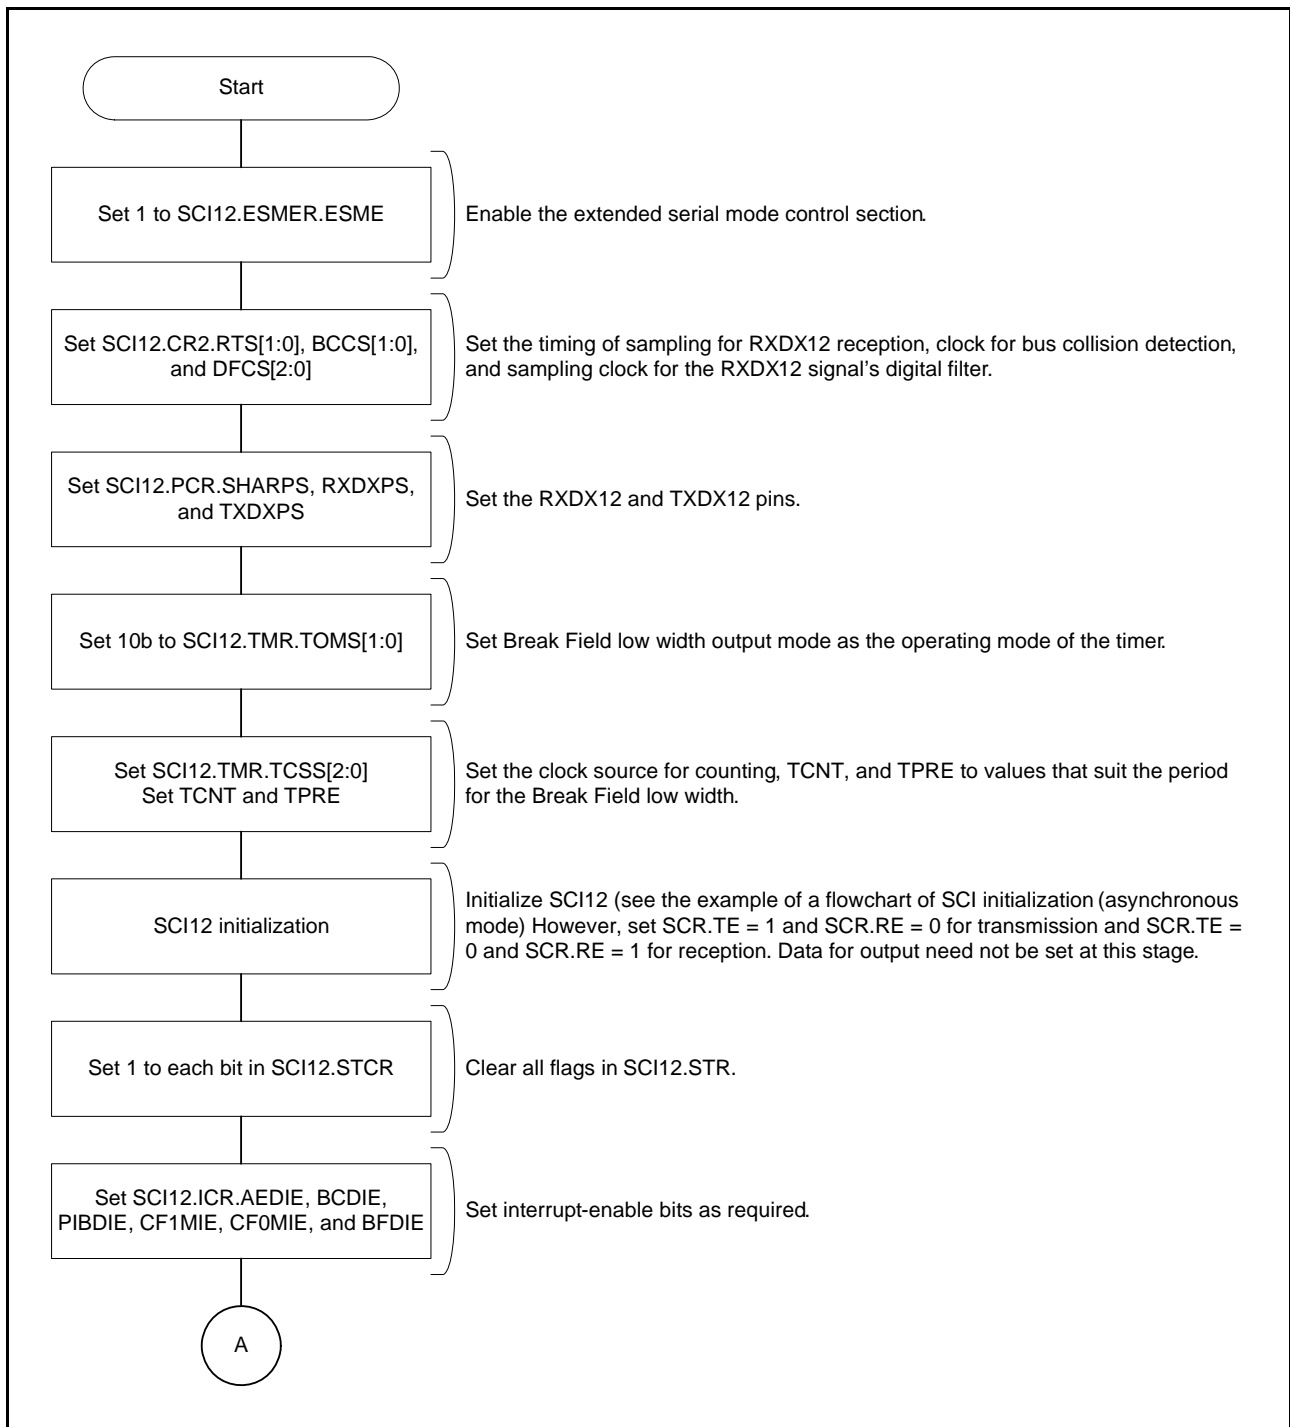 Start
Set 1 to SCI12.ESMER.ESME
Enable the extended serial mode control section.
Set SCI12.CR2.RTS[1:0], BCCS[1:0],
and DFCS[2:0]
Set the timing of sampling for RXDX12 reception, clock for bus collision detection,
and sampling clock for the RXDX12 signal’s digital filter.
Set SCI12.PCR.SHARPS, RXDXPS,
and TXDXPS
Set the RXDX12 and TXDX12 pins.
Set 10b to SCI12.TMR.TOMS[1:0]
Set Break Field low width output mode as the operating mode of the timer.
Set SCI12.TMR.TCSS[2:0]
Set TCNT and TPRE
Set the clock source for counting, TCNT, and TPRE to values that suit the period
for the Break Field low width.
SCI12 initialization
Initialize SCI12 (see the example of a flowchart of SCI initialization (asynchronous
mode) However, set SCR.TE = 1 and SCR.RE = 0 for transmission and SCR.TE =
0 and SCR.RE = 1 for reception. Data for output need not be set at this stage.
Set 1 to each bit in SCI12.STCR
Clear all flags in SCI12.STR.
Set SCI12.ICR.AEDIE, BCDIE,
PIBDIE, CF1MIE, CF0MIE, and BFDIE
Set interrupt-enable bits as required.
A